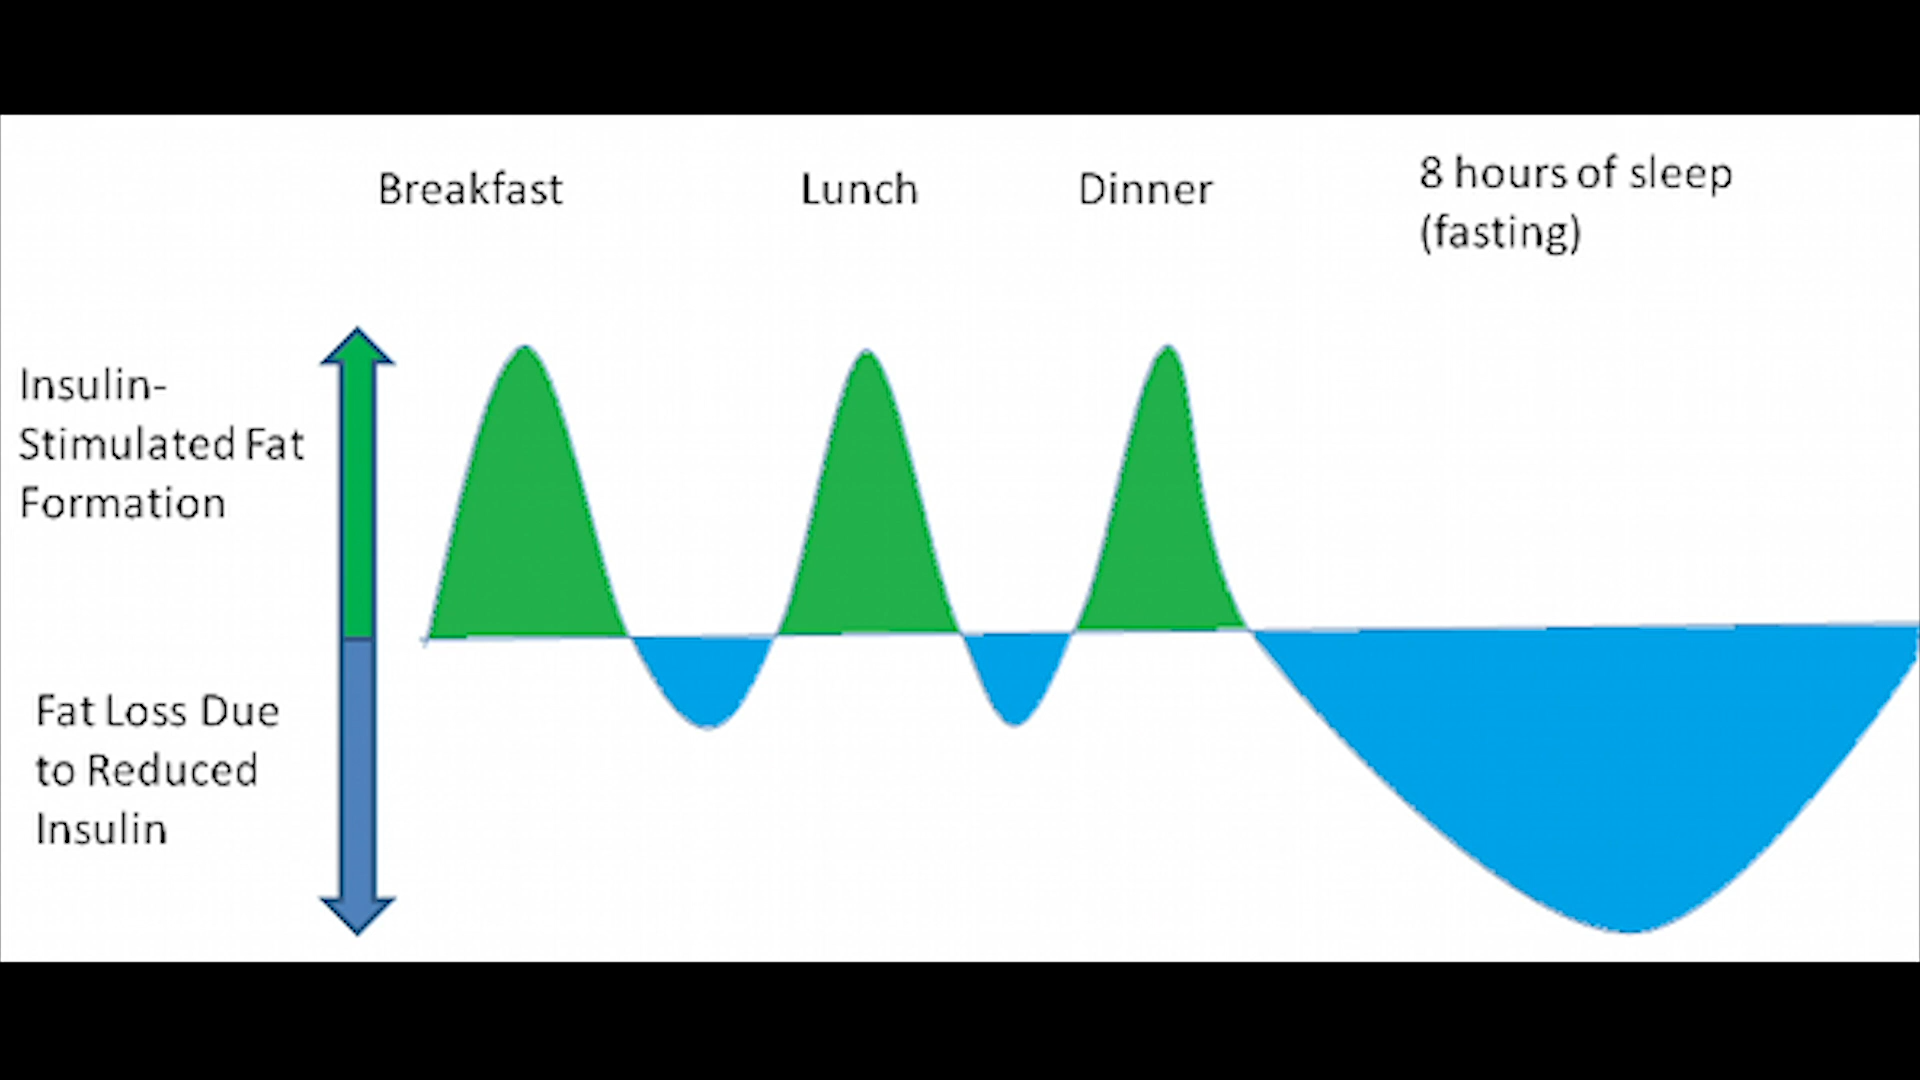 Breakfast
Lunch
Dinner
8 hours of sleep
(fasting)
Insulin-
Stimulated Fat
Formation
Fat Loss Due
to Reduced
Insulin